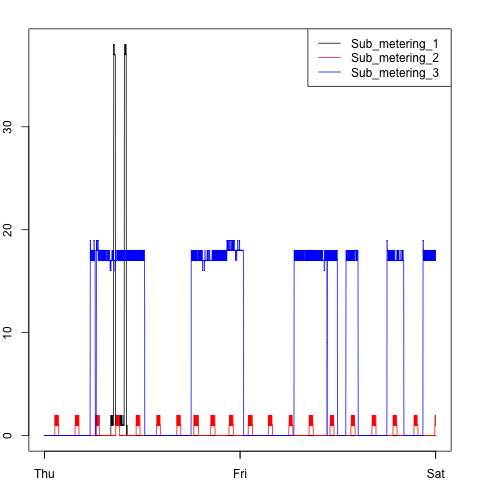 Sub_metering_1
Sub_metering_2
Sub_metering_3
30
20
10
0
Thu Fri Sat